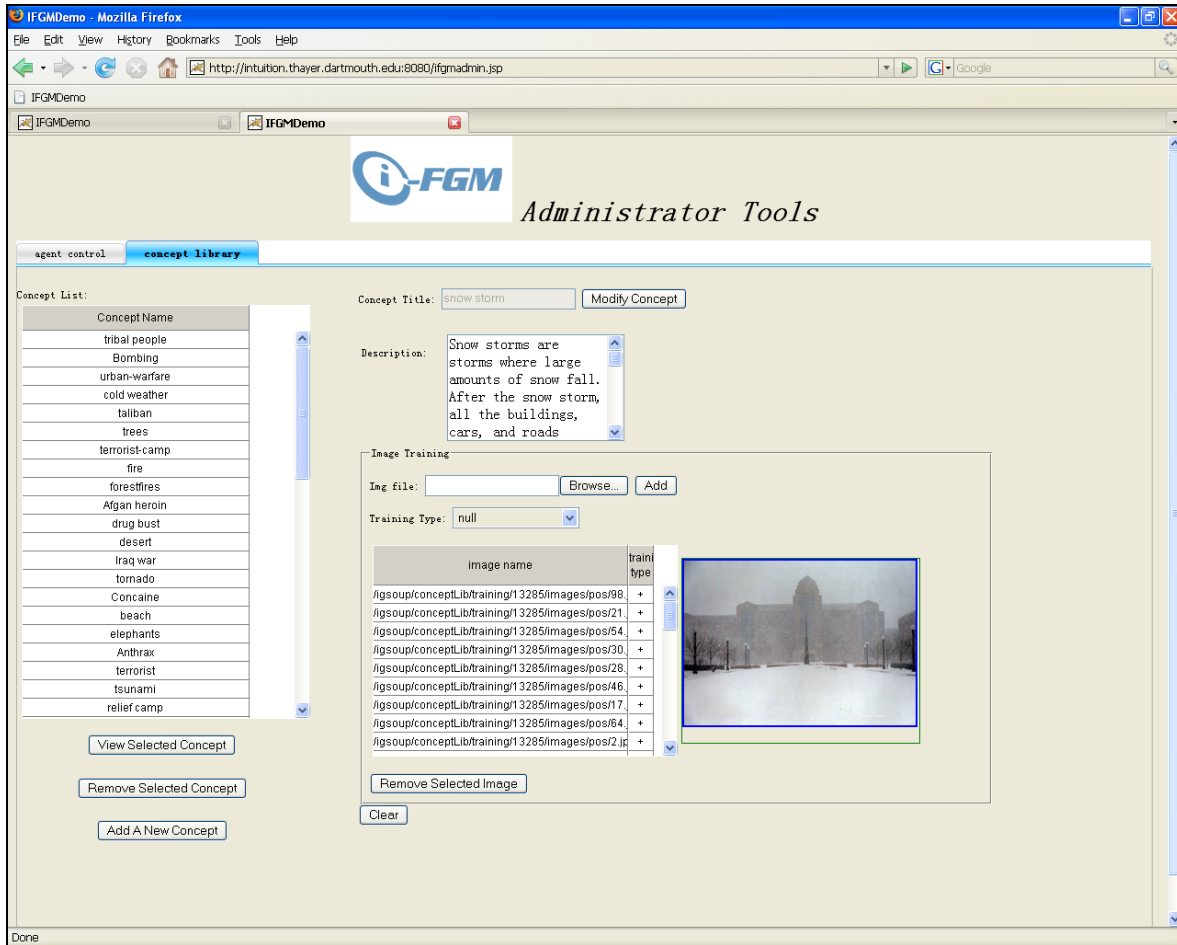 IFGMDemo - Mozilla Firefox
File Edit View History Bookmarks Tools Help
http://intuition.thayer.dartmouth.edu:8080/ifgmadmin.jsp
G Google
IFGMDemo
IFGMDemo
IFGMDemo
i-FGM
Administrator Tools
agent control
concept library
Concept List:
Concept Name
tribal people
Bombing
urban-warfare
cold weather
taliban
trees
terrorist-camp
fire
forestfires
Afgan heroin
drug bust
desert
Iraq war
tornado
Concaine
beach
elephants
Anthrax
terrorist
tsunami
relief camp
View Selected Concept
Remove Selected Concept
Add A New Concept
Concept Title: snow storm Modify Concept
Description:
Snow storms are
storms where large
amounts of snow fall.
After the snow storm,
all the buildings,
cars, and roads
Image Training
Img file: Browse... Add
Training Type: null
image name
traini
type
/igsoup/conceptLib/training/13285/images/pos/98. +
/igsoup/conceptLib/training/13285/images/pos/21. +
/igsoup/conceptLib/training/13285/images/pos/54. +
/igsoup/conceptLib/training/13285/images/pos/30. +
/igsoup/conceptLib/training/13285/images/pos/28. +
/igsoup/conceptLib/training/13285/images/pos/46. +
/igsoup/conceptLib/training/13285/images/pos/17. +
/igsoup/conceptLib/training/13285/images/pos/64. +
/igsoup/conceptLib/training/13285/images/pos/2.jp +
Remove Selected Image
Clear
Done